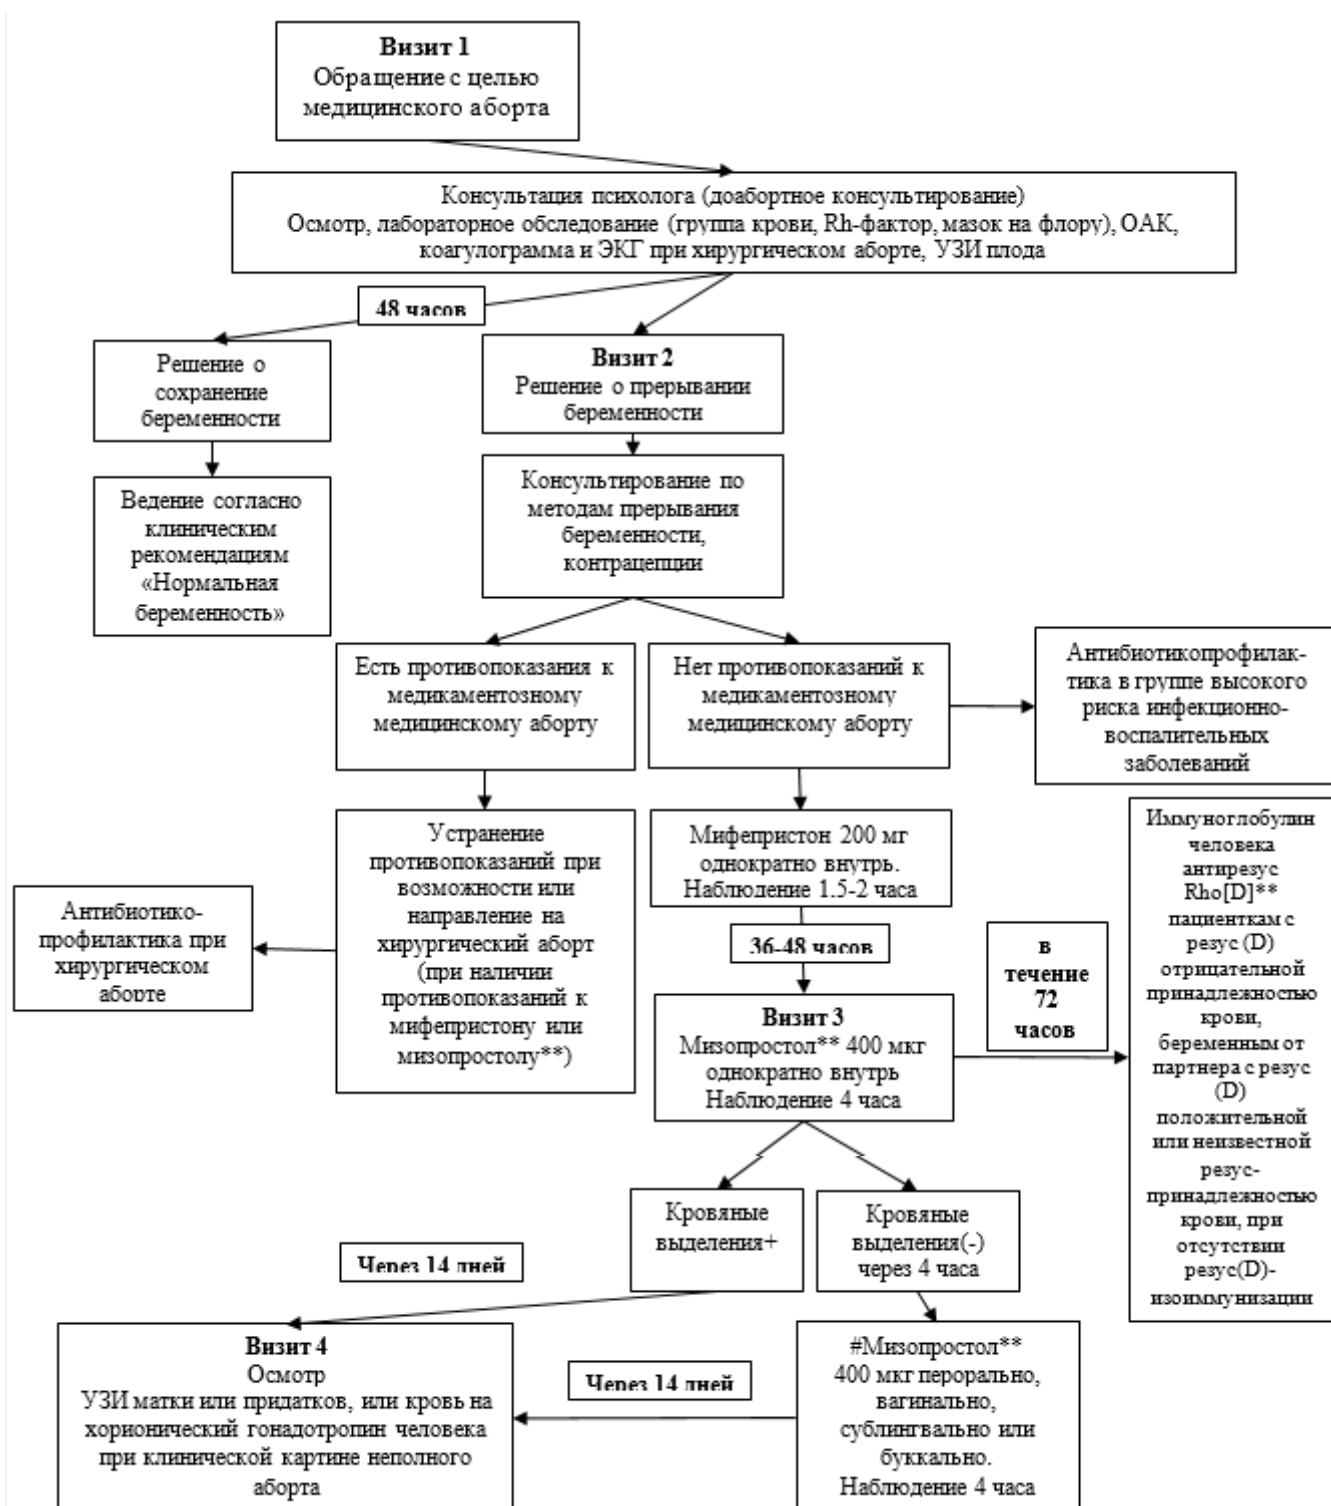 Визит 1
Обращение с целью
медицинского аборта
Консультация психолога (доабортное консультирование)
Осмотр, лабораторное обследование (группа крови, Rh-фактор, мазок на флору), ОАК,
коагулограмма и ЭКГ при хирургическом аборте, УЗИ плода
48 часов
Решение о
сохранение
беременности
Визит 2
Решение о прерывании
беременности
Ведение согласно
клиническим
рекомендациям
«Нормальная
беременность»
Консультирование по
методам прерывания
беременности,
контрацепции
Есть противопоказания к
медикаментозному
медицинскому аборту
Нет противопоказаний к
медикаментозному
медицинскому аборту
Антибиотикопрофилак-
тика в группе высокого
риска инфекционно-
воспалительных
заболеваний
Устранение
противопоказаний при
возможности или
направление на
хирургический аборт
(при наличии
противопоказаний к
мифепристону или
мизопростолу**)
Мифепристон 200 мг
однократно внутрь.
Наблюдение 1.5-2 часа
Антибиотико-
профилактика при
хирургическом
аборте
36-48 часов
в
течение
72
часов
Иммуноглобулин
человека
антирезус
Rho[D]**
пациенткам с
резус (D)
отрицательной
принадлежностью
крови,
беременным от
партнера с резус
(D)
положительной
или неизвестной
резус-
принадлежностью
крови, при
отсутствии
резус(D)-
изоиммунизации
Визит 3
Мизопростол** 400 мкг
однократно внутрь
Наблюдение 4 часа
Кровяные
выделения+
Кровяные
выделения(-)
через 4 часа
Через 14 дней
Визит 4
Осмотр
УЗИ матки или придатков, или кровь на
хорионический гонадотропин человека
при клинической картине неполного
аборта
Через 14 дней
#Мизопростол**
400 мкг перорально,
вагинально,
сублингвально или
буккально.
Наблюдение 4 часа